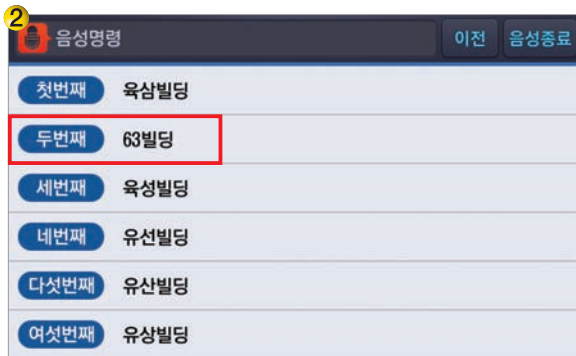 2
음성명령 이전 음성종료
첫번째 육삼빌딩
두번째 63빌딩
세번째 육성빌딩
네번째 유선빌딩
다섯번째 유산빌딩
여섯번째 유상빌딩